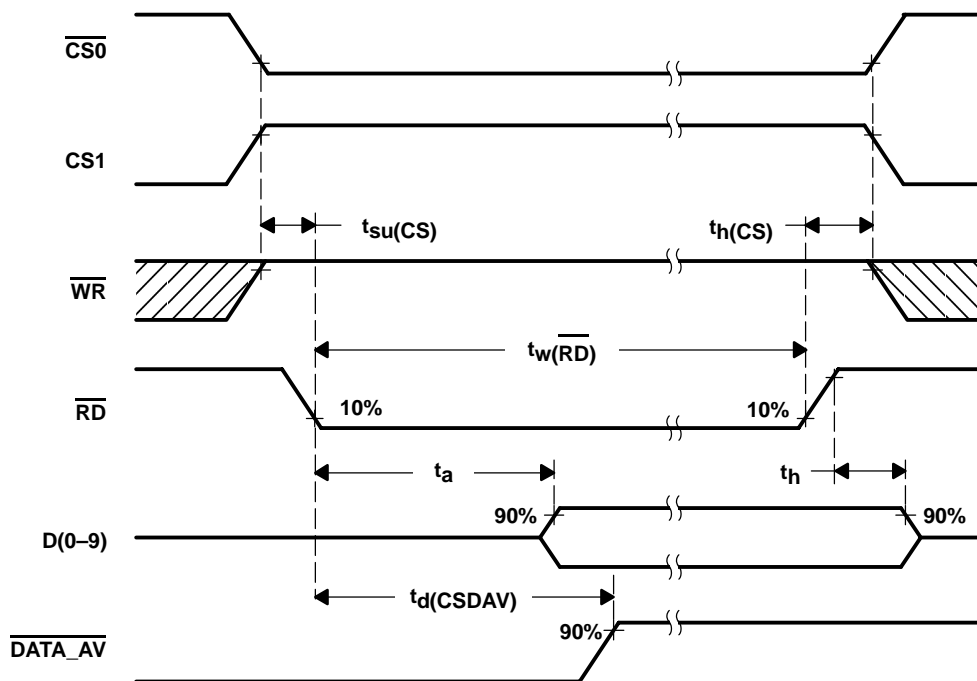 CS0
CS1
tsu(CS)
th(CS)
WR
tw(RD)
RD
10%
10%
ta
th
90%
90%
D(0–9)
td(CSDAV)
90%
DATA_AV